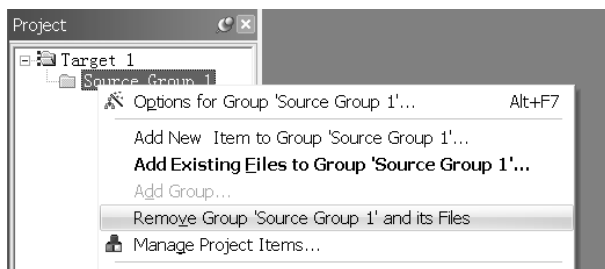 Project
Target 1
Source Group 1
Options for Group 'Source Group 1'... Alt+F7
Add New Item to Group 'Source Group 1'...
Add Existing Files to Group 'Source Group 1'...
Add Group...
Remove Group 'Source Group 1' and its Files
Manage Project Items...